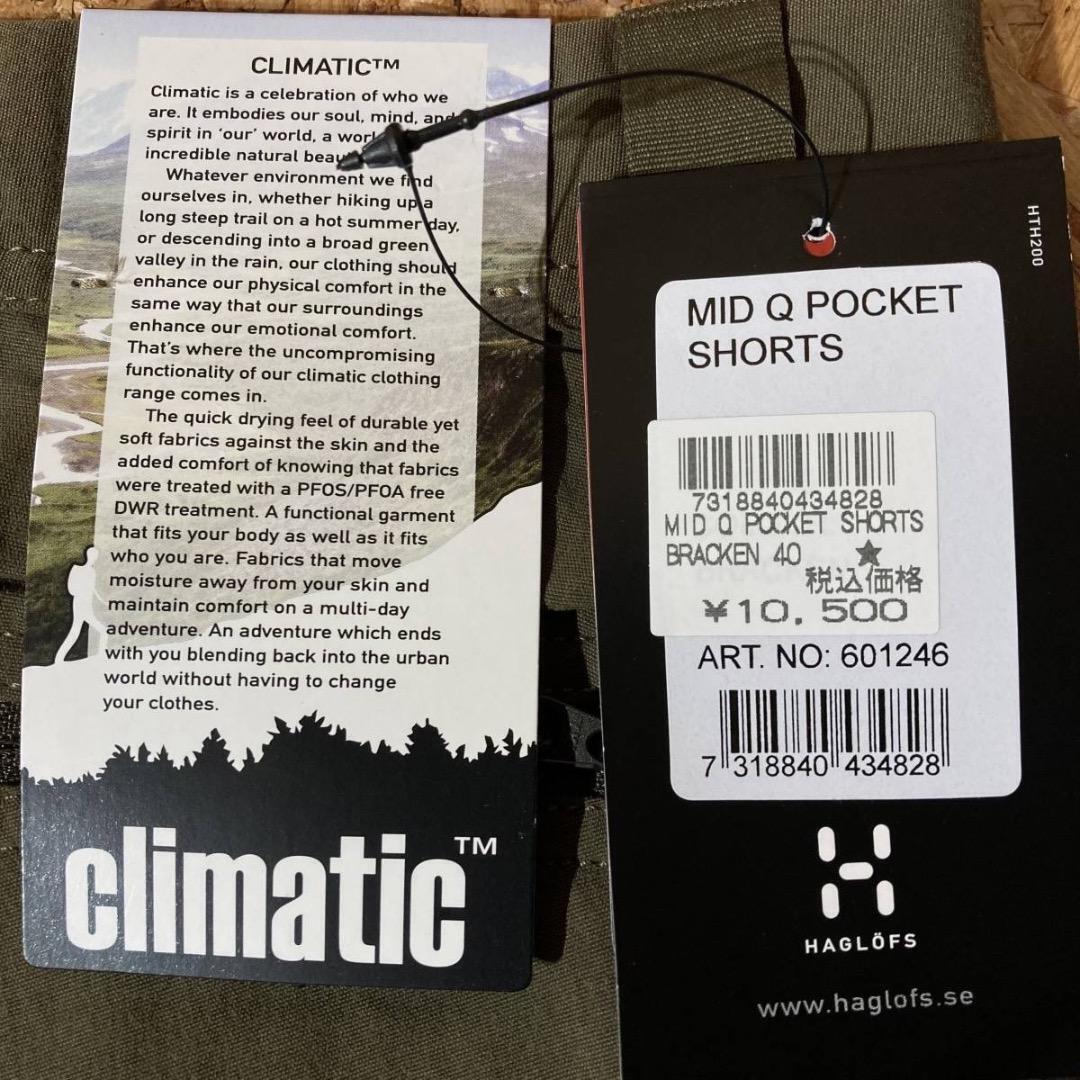 CLIMATIC™
Climatic is a celebration of who we
are. It embodies our soul, mind, and
spirit in 'our' world, a
incredible natural
Whatever environment we find
ourselves in, whether hiking up a
long steep trail on a hot summer day,
or descending into a broad green
valley in the rain, our clothing should
enhance our physical comfort in the
same way that our surroundings
enhance our emotional comfort.
That's where the uncompromising
functionality of our climatic clothing
range comes in.
The quick drying feel of durable yet
soft fabrics against the skin and the
added comfort of knowing that fabrics
were treated with a PFOS/PFOA free
DWR treatment. A functional garment
that fits your body as well as it fits
who you are. Fabrics that move
moisture away from your skin and
maintain comfort on a multi-day
adventure. An adventure which ends
with you blending back into the urban
world without having to change
your clothes.
climatic™
HTH200
MID Q POCKET
SHORTS
7318840434828
MID Q POCKET SHORTS
BRACKEN 40 ★
税込価格
¥10,500
ART. NO: 601246
7 318840 434828
HAGLÖFS
www.haglofs.se